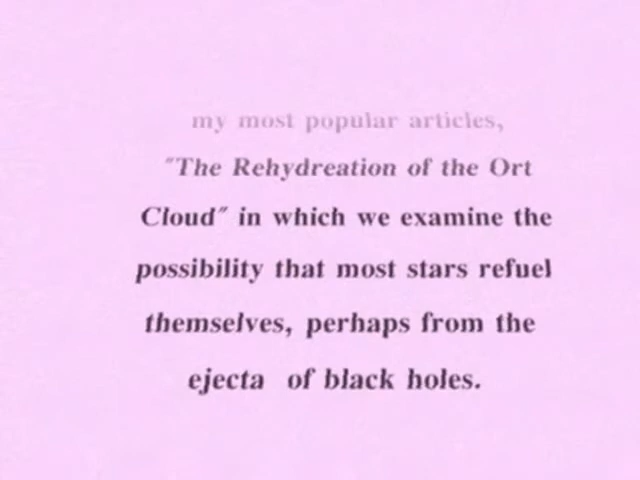 my most popular articles,
"The Rehydreation of the Ort
Cloud" in which we examine the
possibility that most stars refuel
themselves, perhaps from the
ejecta of black holes.